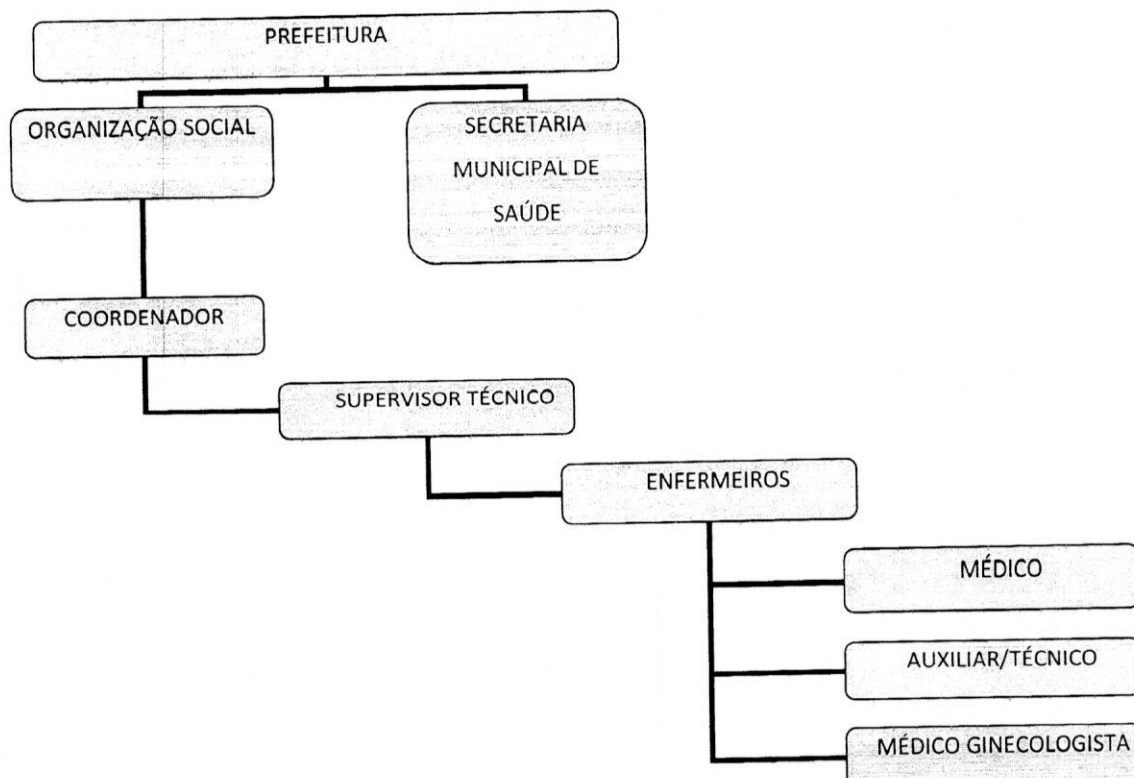 PREFEITURA
ORGANIZAÇÃO SOCIAL
SECRETARIA
MUNICIPAL DE
SAÚDE
COORDENADOR
SUPERVISOR TÉCNICO
ENFERMEIROS
MÉDICO
AUXILIAR/TÉCNICO
MÉDICO GINECOLOGISTA